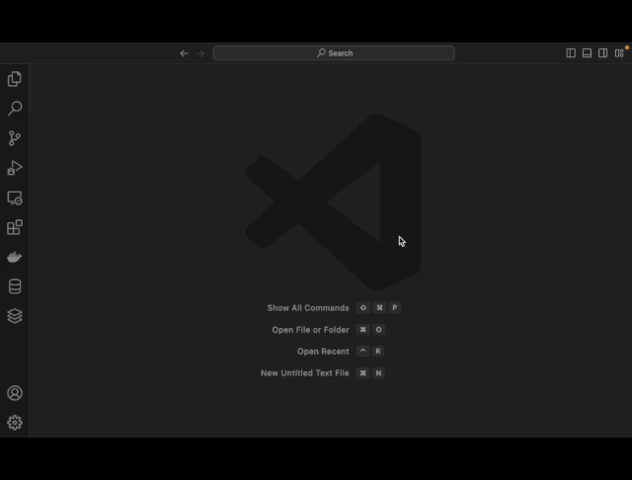 Search
Show All Commands ⇧ ⌘ P
Open File or Folder ⌘ O
Open Recent ^ R
New Untitled Text File ⌘ N